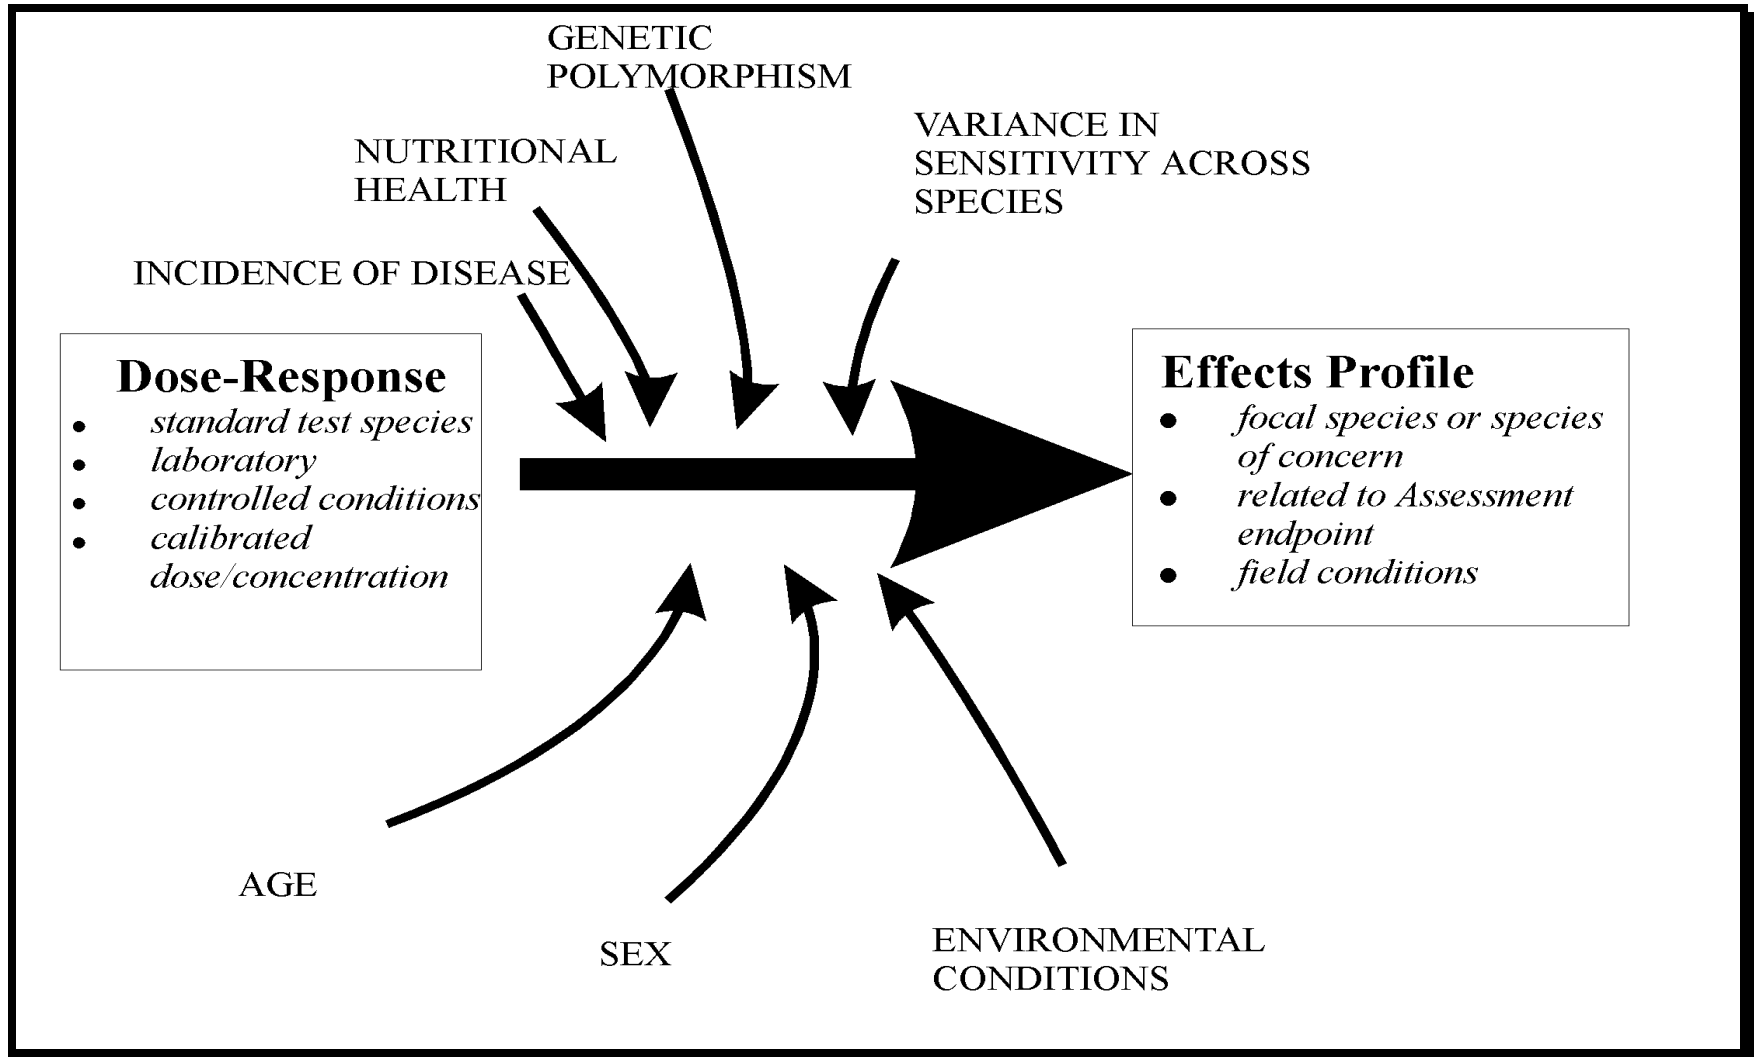 GENETIC
POLYMORPHISM
VARIANCE IN
SENSITIVITY ACROSS
SPECIES
NUTRITIONAL
HEALTH
INCIDENCE OF DISEASE
Dose-Response
• standard test species
• laboratory
• controlled conditions
• calibrated
dose/concentration
Effects Profile
• focal species or species
of concern
• related to Assessment
endpoint
• field conditions
AGE
SEX
ENVIRONMENTAL
CONDITIONS